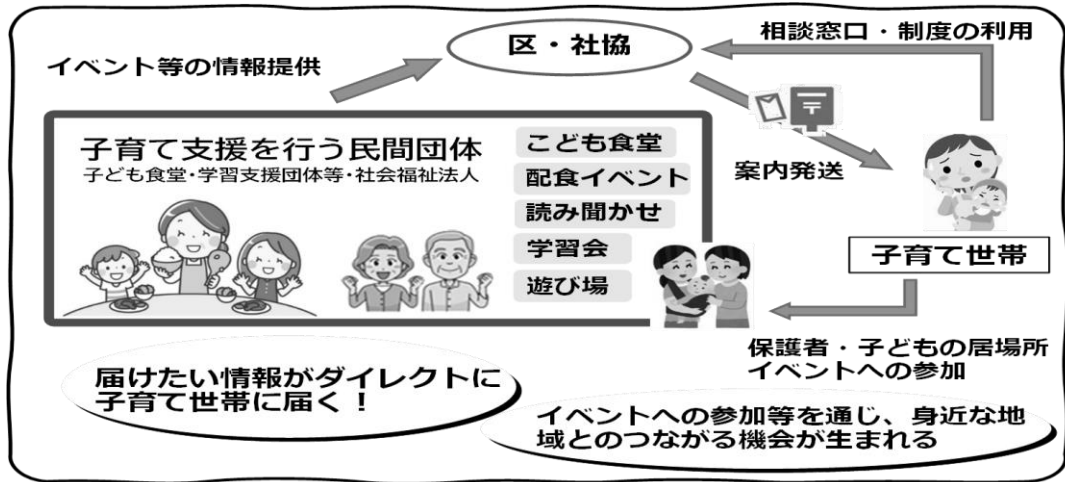 区・社協
相談窓口・制度の利用
イベント等の情報提供
子育て支援を行う民間団体
子ども食堂・学習支援団体等・社会福祉法人
こども食堂
配食イベント
読み聞かせ
学習会
遊び場
〒
案内発送
子育て世帯
保護者・子どもの居場所
イベントへの参加
届けたい情報がダイレクトに
子育て世帯に届く！
イベントへの参加等を通じ、身近な地
域とのつながる機会が生まれる